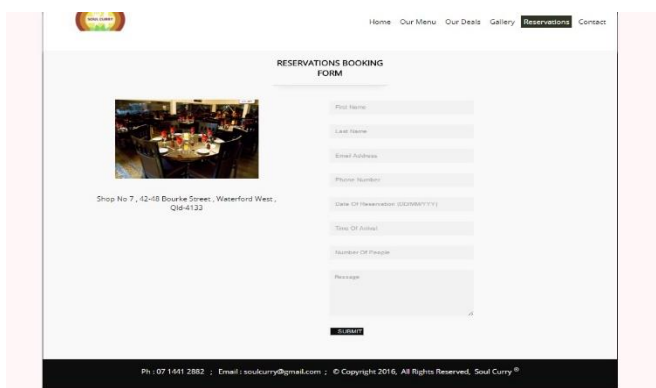 SOUL CURRY
Home Our Menu Our Deals Gallery Reservations Contact
RESERVATIONS BOOKING
FORM
First Name
Last Name
Email Address
Phone Number
Shop No 7 , 42-48 Bourke Street , Waterford West ,
Qld-4133
Date Of Reservation (DD/MM/YYY)
Time Of Arrival
Number Of People
Message
SUBMIT
Ph : 07 1441 2882 ; Email : soulcurry@gmail.com ; © Copyright 2016, All Rights Reserved, Soul Curry ®